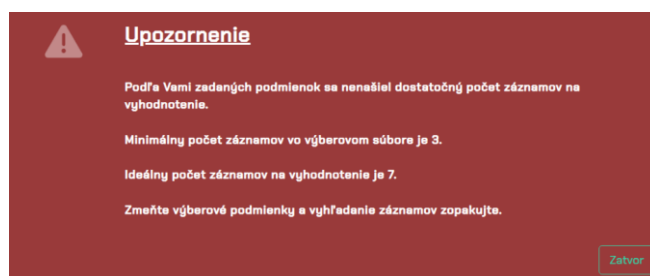 Upozornenie
Podľa Vami zadaných podmienok sa nenašiel dostatočný počet záznamov na
vyhodnotenie.
Minimálny počet záznamov vo výberovom súbore je 3.
Ideálny počet záznamov na vyhodnotenie je 7.
Zmeňte výberové podmienky a vyhľadanie záznamov zopakujte.
Zatvor